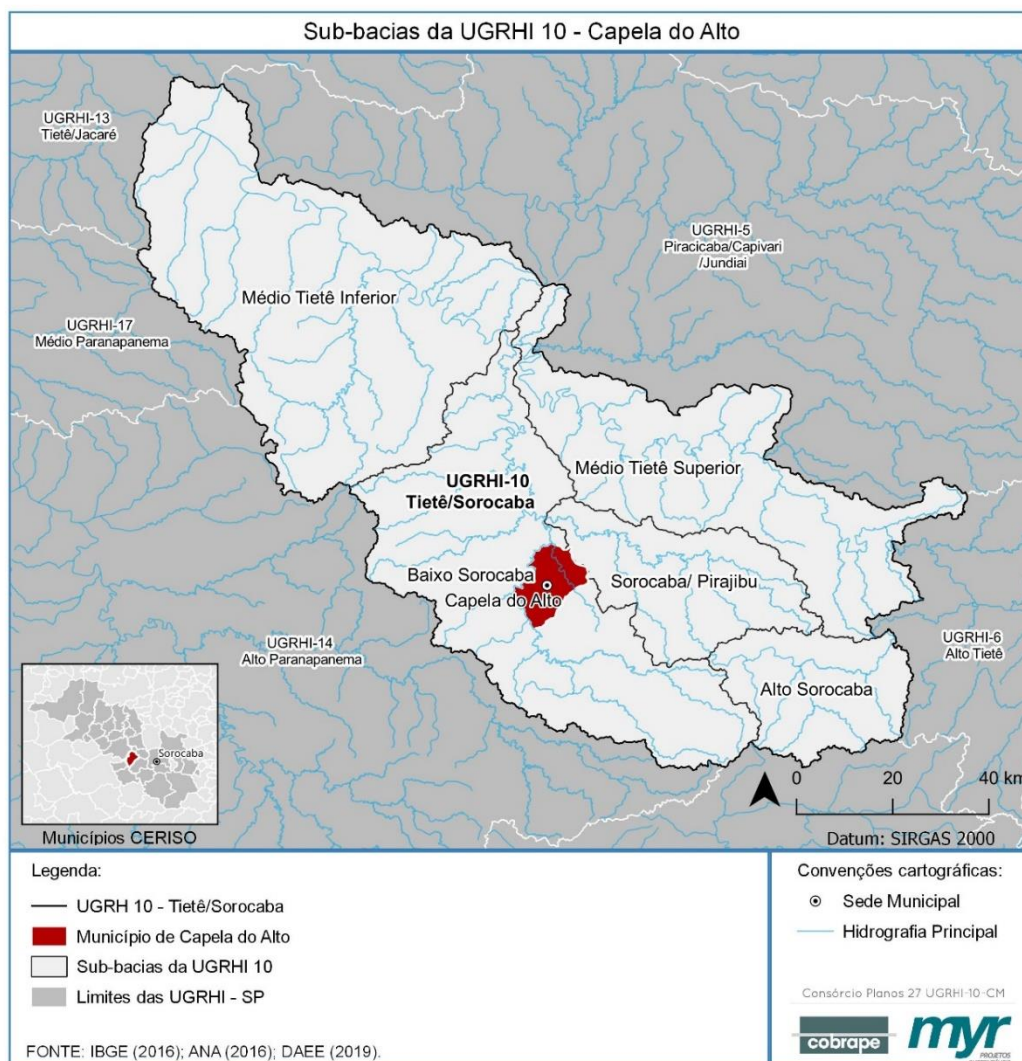 Sub-bacias da UGRHI 10 - Capela do Alto
UGRHI-13
Tietê/Jacaré
UGRHI-5
Piracicaba/Capivari
/Jundiai
Médio Tietê Inferior
UGRHI-17
Médio Paranapanema
Médio Tietê Superior
UGRHI-10
Tietê/Sorocaba
Baixo Sorocaba
Capela do Alto
Sorocaba/ Pirajibu
UGRHI-14
Alto Paranapanema
UGRHI-6
Alto Tietê
Alto Sorocaba
Sorocaba
Municípios CERISO
0 20 40 km
Datum: SIRGAS 2000
Legenda:
UGRH 10 - Tietê/Sorocaba
Município de Capela do Alto
Sub-bacias da UGRHI 10
Limites das UGRHI - SP
FONTE: IBGE (2016); ANA (2016); DAEE (2019).
Convenções cartográficas:
Sede Municipal
Hidrografia Principal
Consórcio Planos 27 UGRHI-10-CM
cobrape
myr
PROJETOS